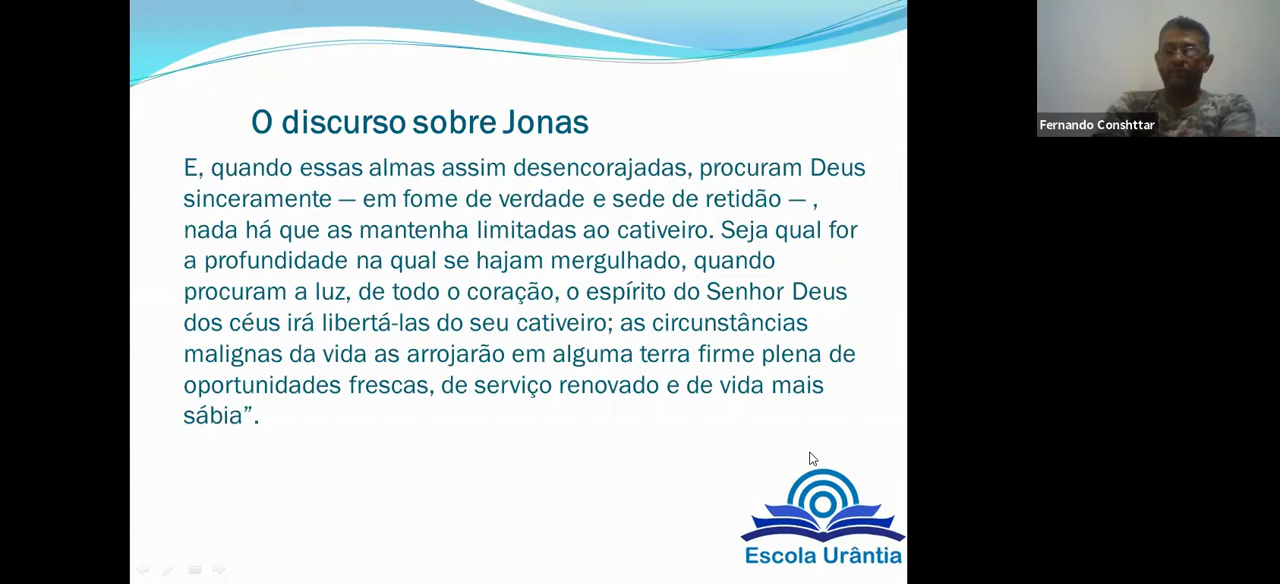 O discurso sobre Jonas
E, quando essas almas assim desencorajadas, procuram Deus
sinceramente — em fome de verdade e sede de retidão — ,
nada há que as mantenha limitadas ao cativeiro. Seja qual for
a profundidade na qual se hajam mergulhado, quando
procuram a luz, de todo o coração, o espírito do Senhor Deus
dos céus irá libertá-las do seu cativeiro; as circunstâncias
malignas da vida as arrojarão em alguma terra firme plena de
oportunidades frescas, de serviço renovado e de vida mais
sábia”.
Escola Urântia
Fernando Conshttar